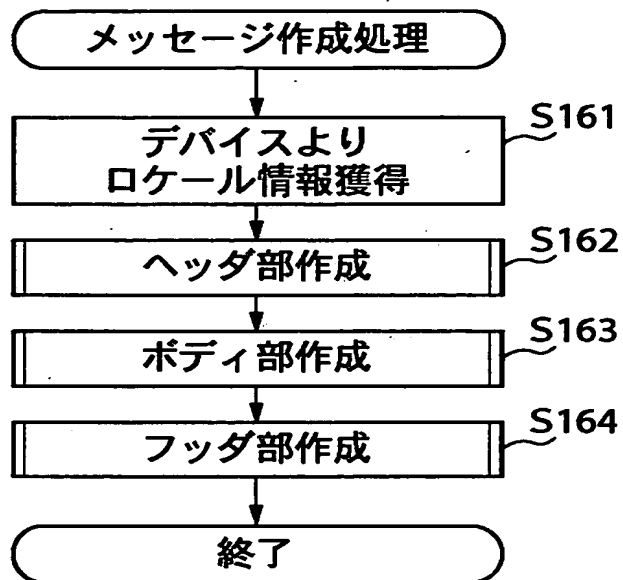 メッセージ作成処理
デバイスより
ロケール情報獲得
S161
ヘッダ部作成
S162
ボディ部作成
S163
フッダ部作成
S164
終了